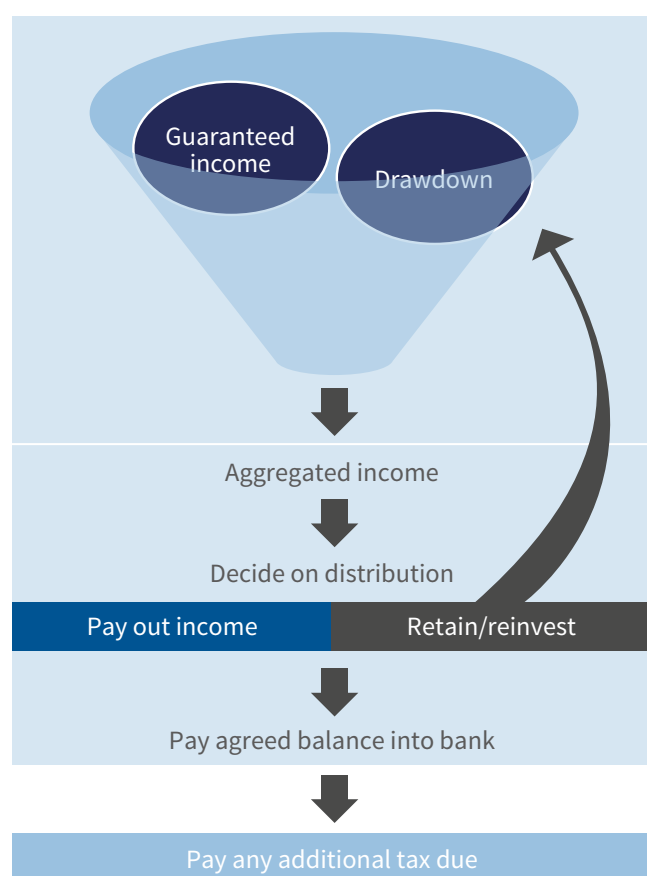 Guaranteed
income
Drawdown
Aggregated income
Decide on distribution
Pay out income
Retain/reinvest
Pay agreed balance into bank
Pay any additional tax due